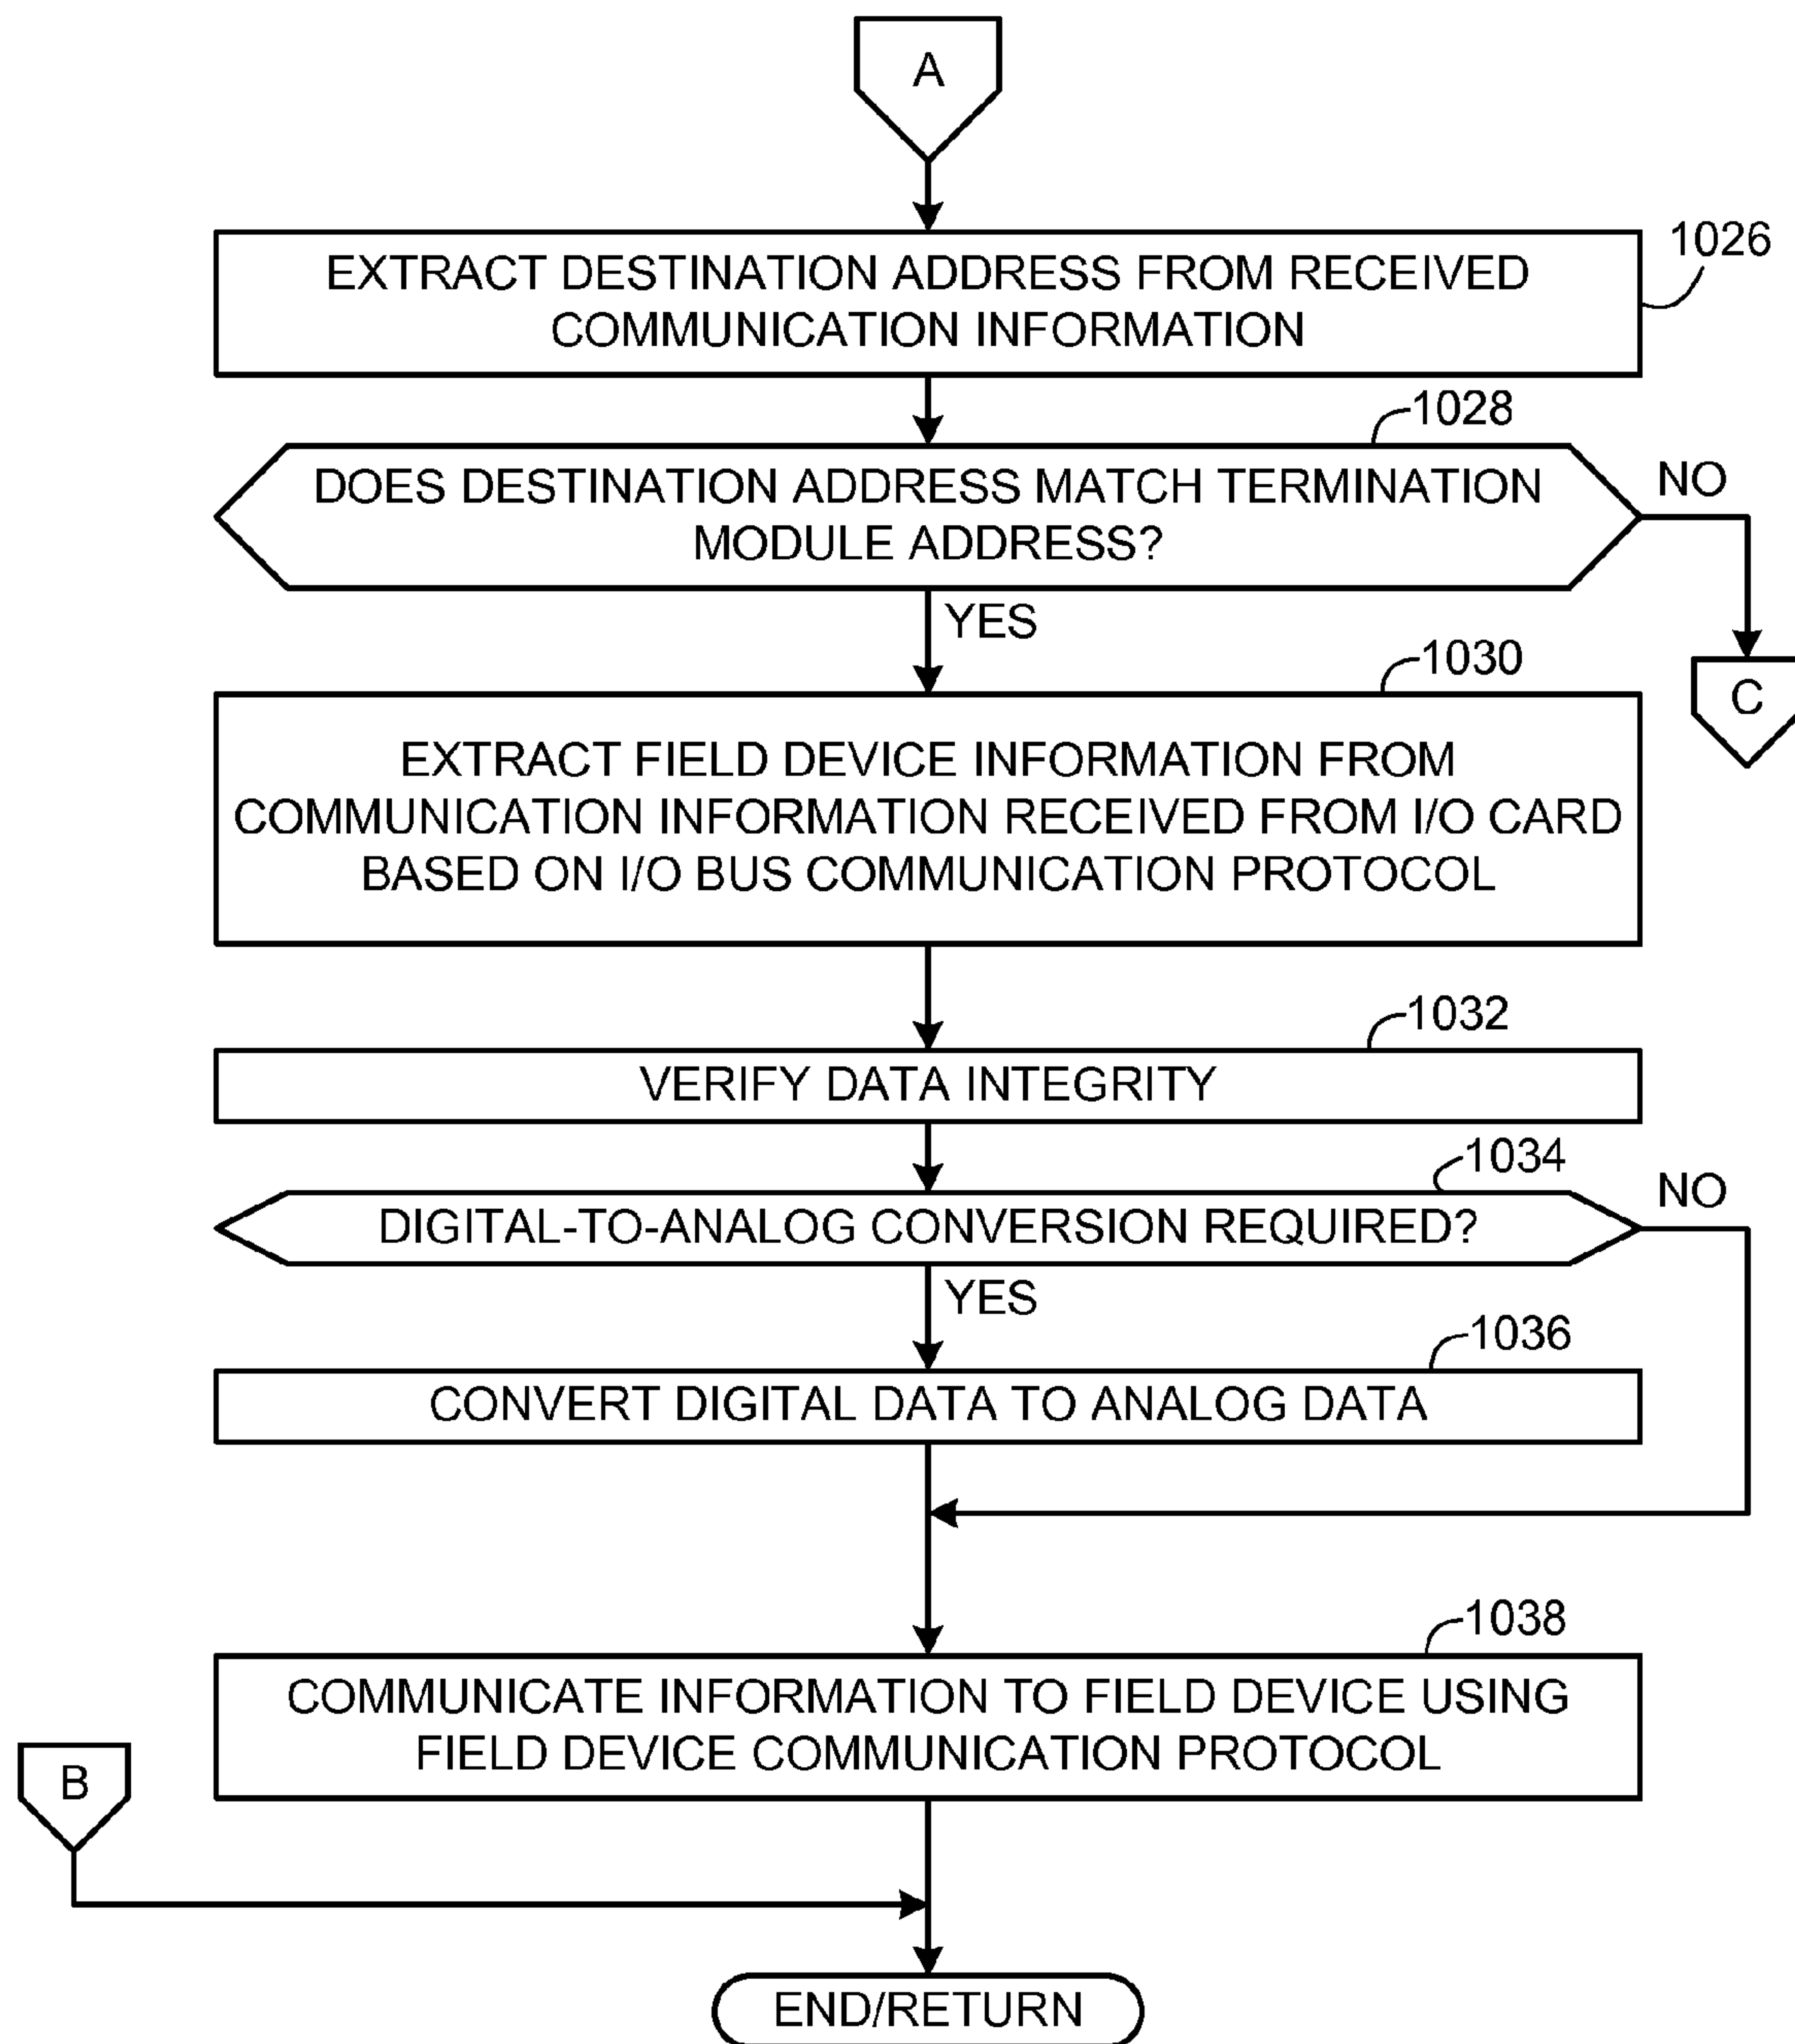 A
EXTRACT DESTINATION ADDRESS FROM RECEIVED
COMMUNICATION INFORMATION
1026
1028
DOES DESTINATION ADDRESS MATCH TERMINATION
MODULE ADDRESS?
NO
YES
C
1030
EXTRACT FIELD DEVICE INFORMATION FROM
COMMUNICATION INFORMATION RECEIVED FROM I/O CARD
BASED ON I/O BUS COMMUNICATION PROTOCOL
1032
VERIFY DATA INTEGRITY
1034
DIGITAL-TO-ANALOG CONVERSION REQUIRED?
NO
YES
1036
CONVERT DIGITAL DATA TO ANALOG DATA
1038
COMMUNICATE INFORMATION TO FIELD DEVICE USING
FIELD DEVICE COMMUNICATION PROTOCOL
B
END/RETURN